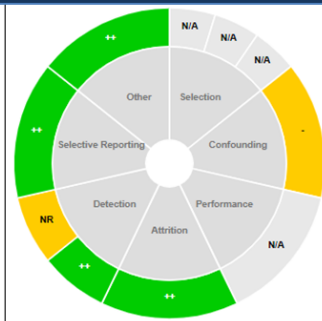 ++
N/A
N/A
N/A
Other
Selection
++
Selective Reporting
Confounding
-
Detection
Performance
NR
Attrition
N/A
++
++